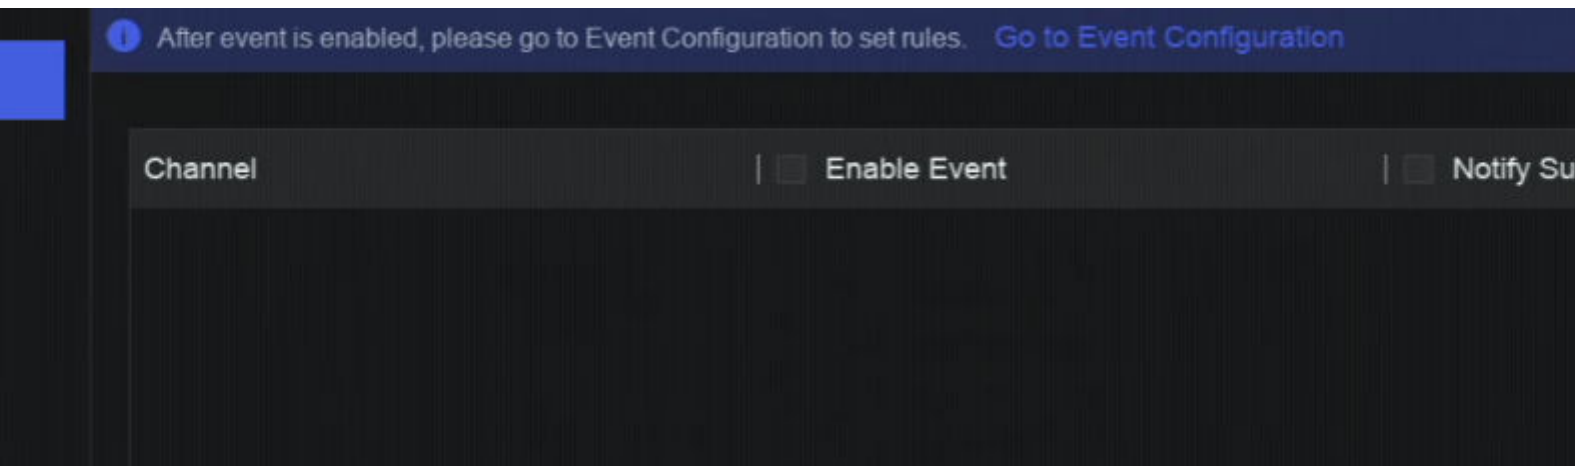 After event is enabled, please go to Event Configuration to set rules. Go to Event Configuration
Channel | Enable Event | Notify Su